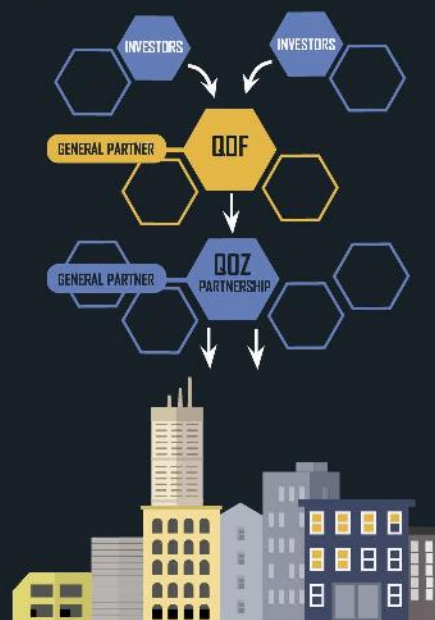 INVESTORS
INVESTORS
GENERAL PARTNER
QOF
QOZ
PARTNERSHIP
GENERAL PARTNER